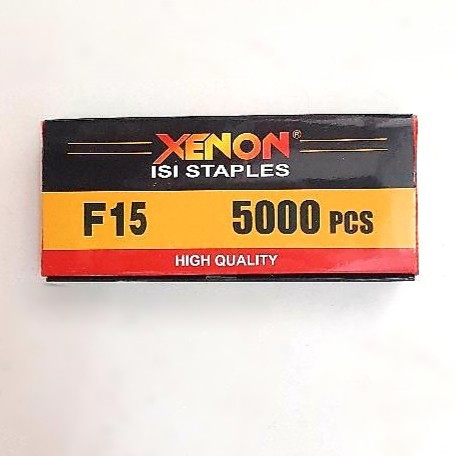 XENON®
ISI STAPLES
F15 5000 PCS
HIGH QUALITY